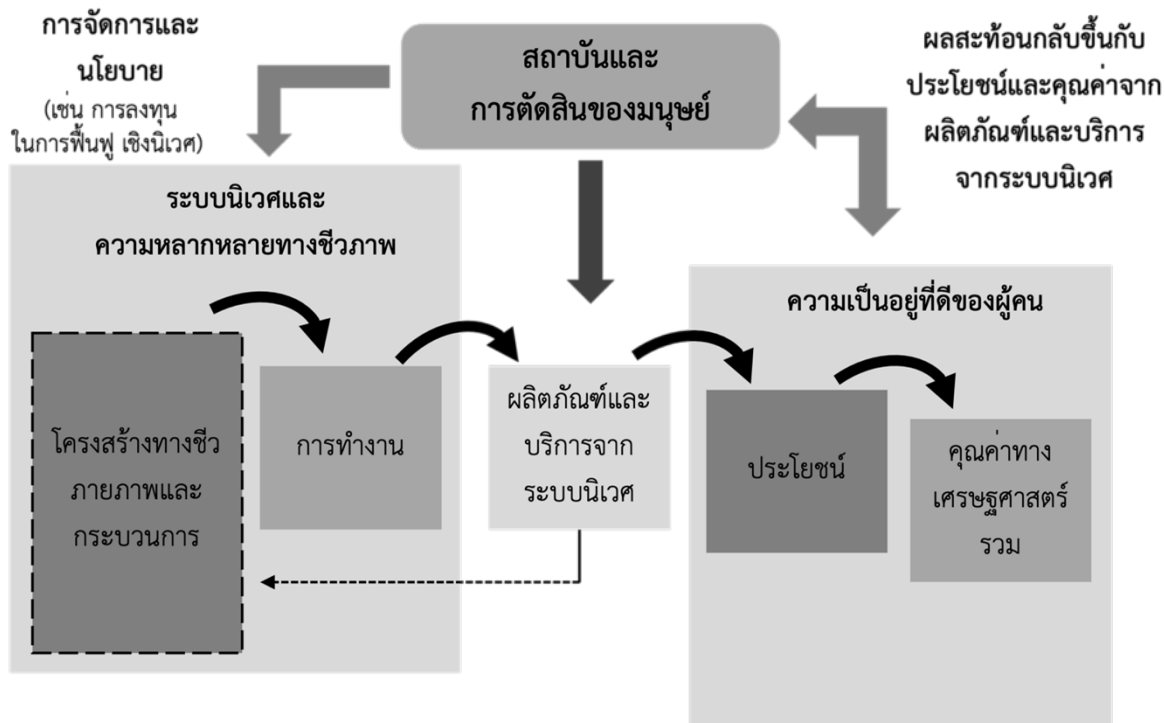 การจัดการและ
นโยบาย
(เช่น การลงทุน
ในการฟื้นฟู เชิงนิเวศ)
สถาบันและ
การตัดสินของมนุษย์
ผลสะท้อนกลับขึ้นกับ
ประโยชน์และคุณค่าจาก
ผลิตภัณฑ์และบริการ
จากระบบนิเวศ
ระบบนิเวศและ
ความหลากหลายทางชีวภาพ
โครงสร้างทางชีว
ภายภาพและ
กระบวนการ
การทำงาน
ผลิตภัณฑ์และ
บริการจาก
ระบบนิเวศ
ความเป็นอยู่ที่ดีของผู้คน
ประโยชน์
คุณค่าทาง
เศรษฐศาสตร์
รวม